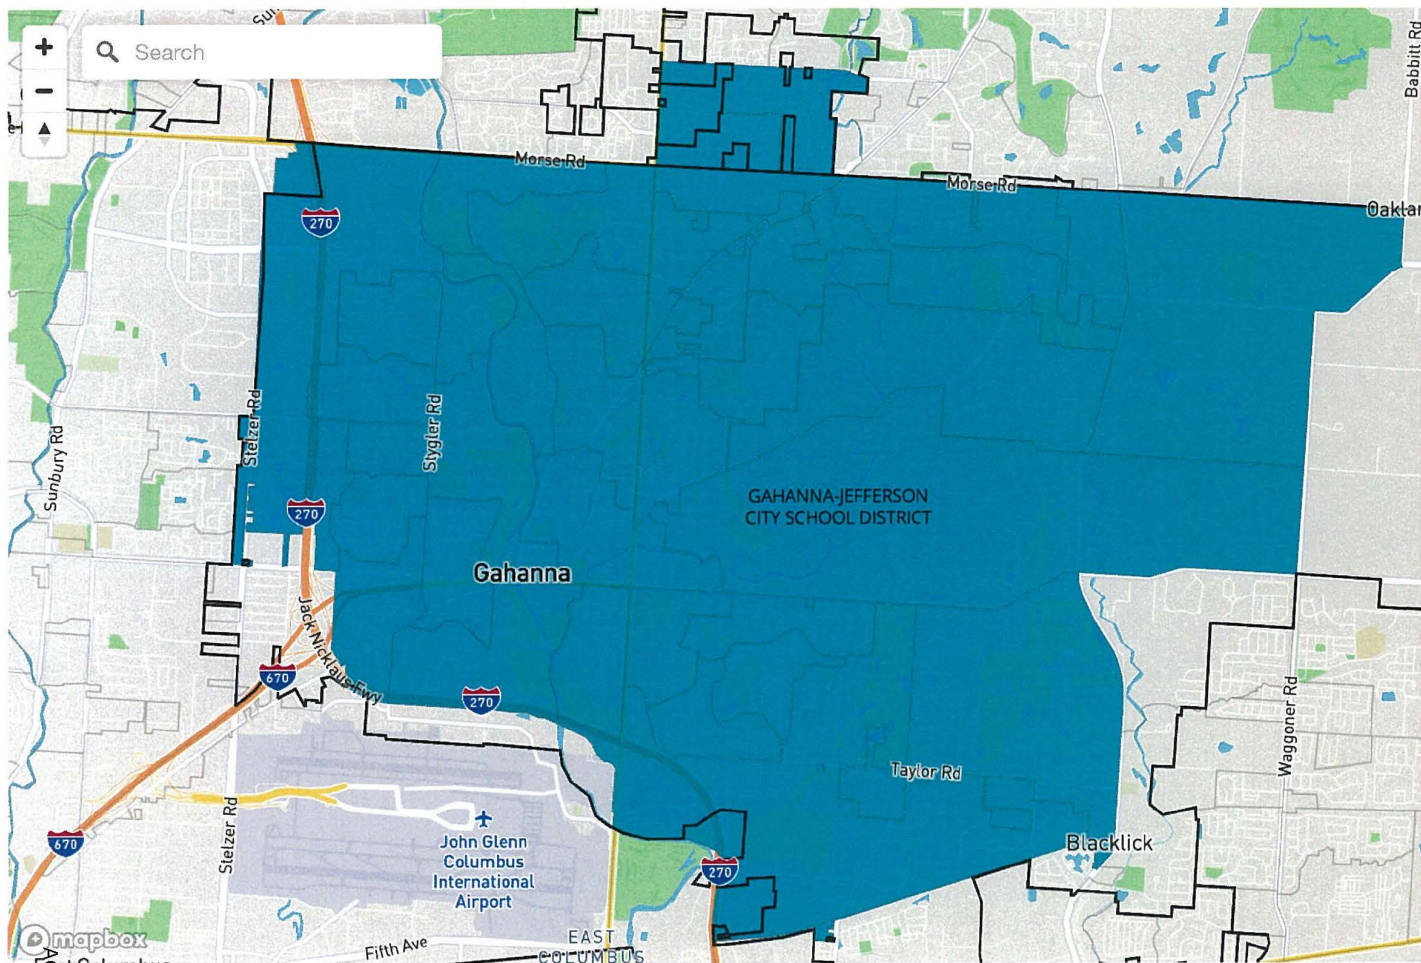 +
Search
−
Morse Rd
Morse Rd
Babbitt Rd
270
Stelzer Rd
Stygler Rd
Sunbury Rd
GAHANNA-JEFFERSON
CITY SCHOOL DISTRICT
270
Gahanna
Jack Nicklaus Fwy
670
270
Waggoner Rd
Taylor Rd
Stelzer Rd
670
John Glenn
Columbus
International
Airport
Blacklick
270
mapbox
Fifth Ave
EAST
COLUMBUS